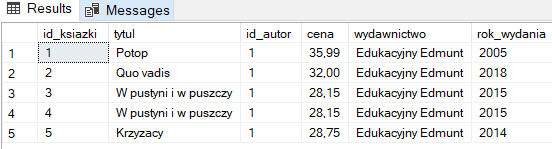 Results Messages
id_ksiazki tytul id_autor cena wydawnictwo rok_wydania
1 1 Potop 1 35,99 Edukacyjny Edmunt 2005
2 2 Quo vadis 1 32,00 Edukacyjny Edmunt 2018
3 3 W pustyni i w puszczy 1 28,15 Edukacyjny Edmunt 2015
4 4 W pustyni i w puszczy 1 28,15 Edukacyjny Edmunt 2015
5 5 Krzyzacy 1 28,75 Edukacyjny Edmunt 2014